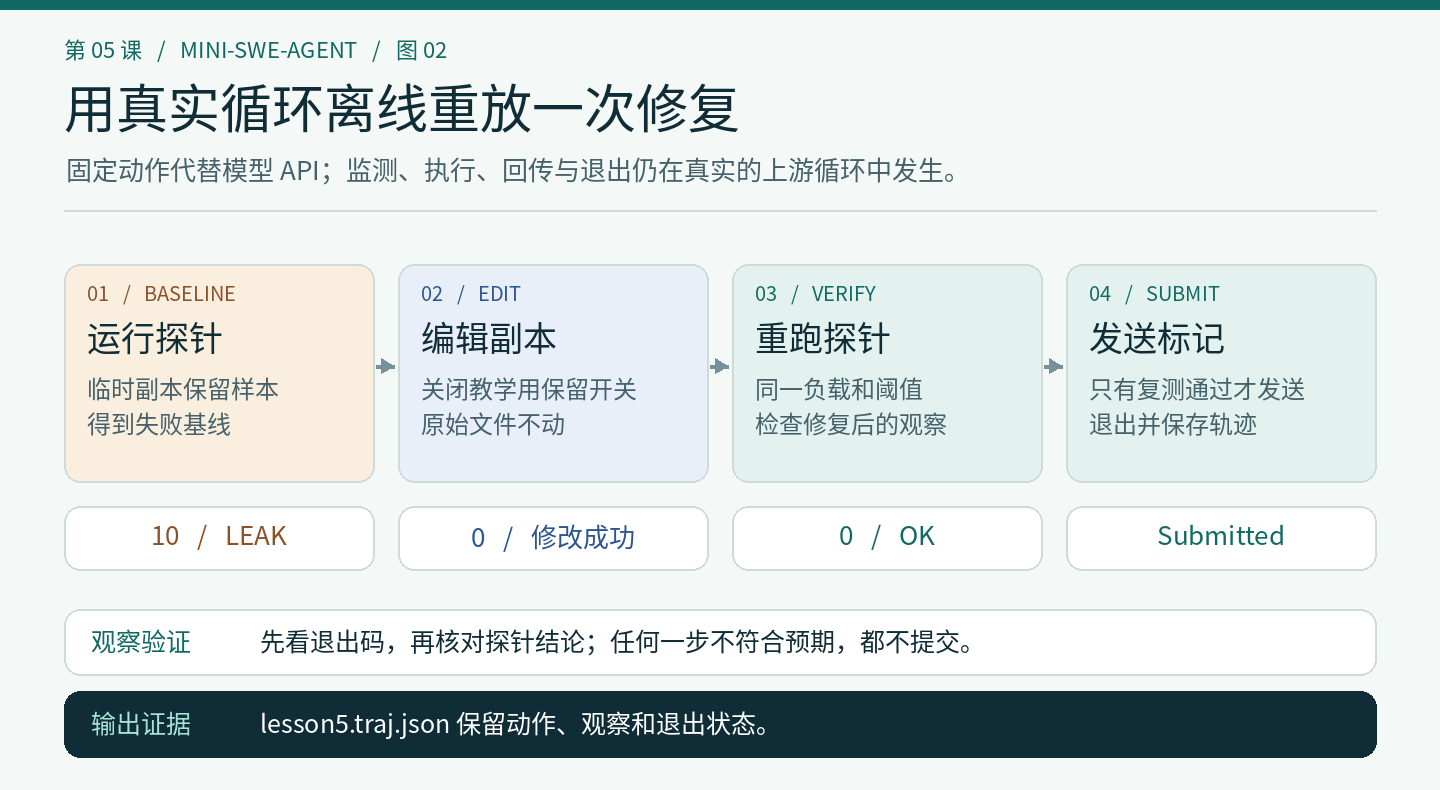 第 05 课 / MINI-SWE-AGENT / 图 02
用真实循环离线重放一次修复
固定动作代替模型 API；监测、执行、回传与退出仍在真实的上游循环中发生。
01 / BASELINE
运行探针
临时副本保留样本
得到失败基线
02 / EDIT
编辑副本
关闭教学用保留开关
原始文件不动
03 / VERIFY
重跑探针
同一负载和阈值
检查修复后的观察
04 / SUBMIT
发送标记
只有复测通过才发送
退出并保存轨迹
10 / LEAK
0 / 修改成功
0 / OK
Submitted
观察验证 先看退出码，再核对探针结论；任何一步不符合预期，都不提交。
输出证据 lesson5.traj.json 保留动作、观察和退出状态。